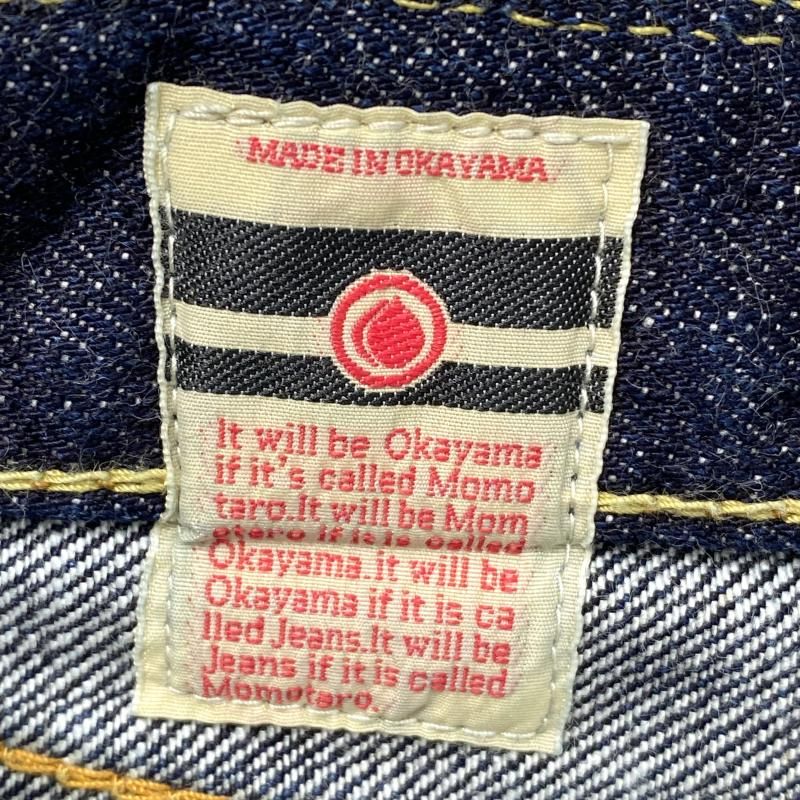 MADE IN OKAYAMA
It will be Okayama
if it's called Momo
taro.It will be Mom
otaro if it is called
Okayama.it will be
Okayama if it is ca
lled Jeans.It will be
Jeans if it is called
Momotaro.